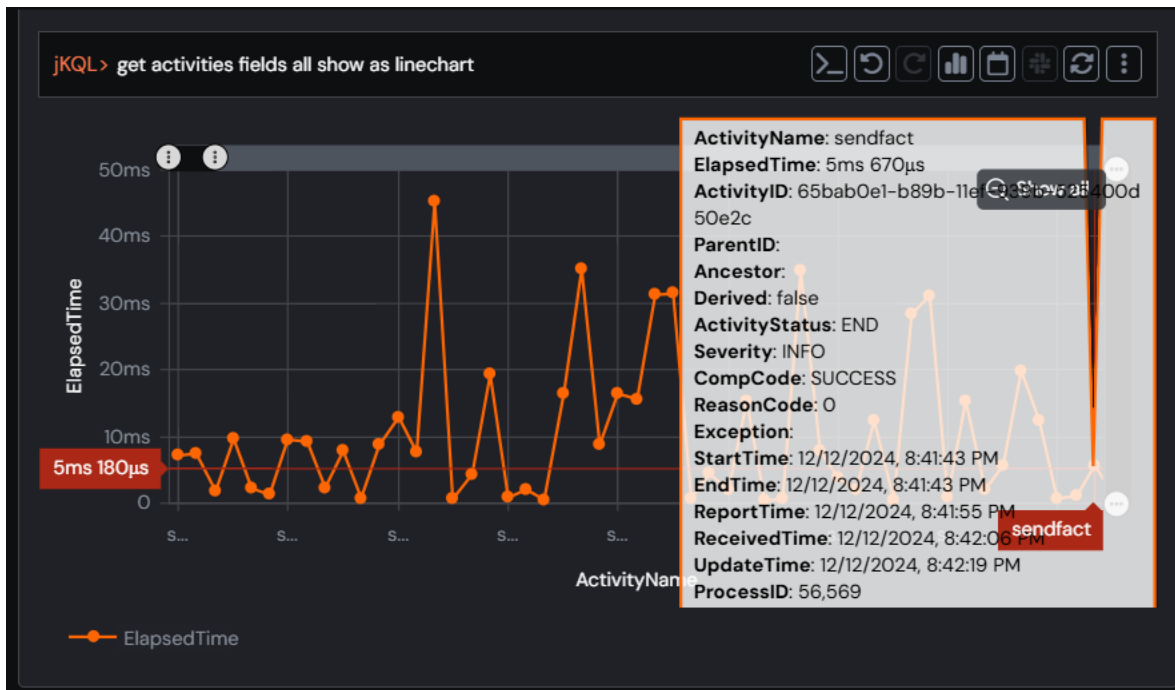 jKQL> get activities fields all show as linechart
50ms
40ms
30ms
20ms
10ms
0
ElapsedTime
5ms 180µs
s...
s...
s...
s...
s...
ActivityName
ElapsedTime
ActivityName: sendfact
ElapsedTime: 5ms 670µs
ActivityID: 65bab0e1-b89b-11ef-
50e2c
Show all
ParentID:
Ancestor:
Derived: false
ActivityStatus: END
Severity: INFO
CompCode: SUCCESS
ReasonCode: 0
Exception:
StartTime: 12/12/2024, 8:41:43 PM
EndTime: 12/12/2024, 8:41:43 PM
ReportTime: 12/12/2024, 8:41:55 PM
ReceivedTime: 12/12/2024, 8:42:06 PM
sendfact
UpdateTime: 12/12/2024, 8:42:19 PM
ProcessID: 56,569